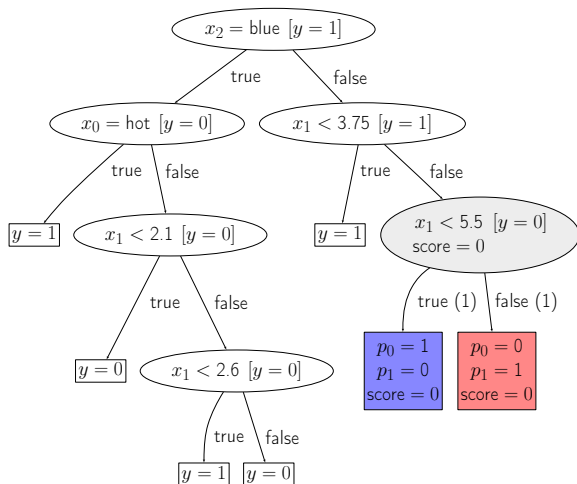 x₂ = blue [y = 1]
true
false
x₀ = hot [y = 0]
x₁ < 3.75 [y = 1]
true
false
true
false
y = 1
x₁ < 2.1 [y = 0]
y = 1
x₁ < 5.5 [y = 0]
score = 0
true
false
true (1)
false (1)
y = 0
x₁ < 2.6 [y = 0]
p₀ = 1
p₁ = 0
score = 0
p₀ = 0
p₁ = 1
score = 0
true
false
y = 1
y = 0